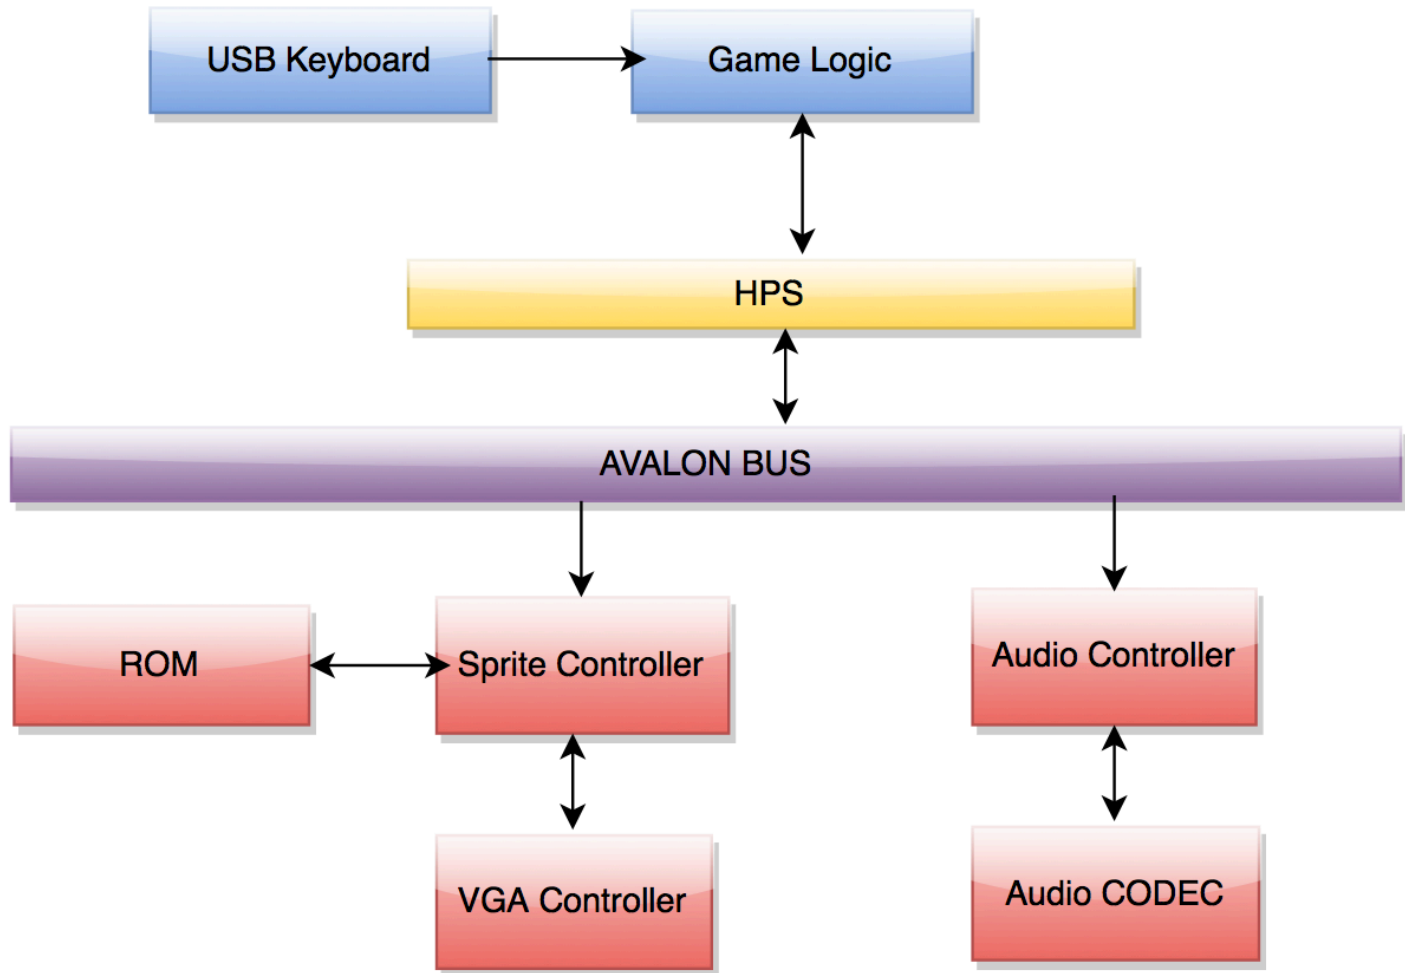 USB Keyboard
Game Logic
HPS
AVALON BUS
ROM
Sprite Controller
Audio Controller
VGA Controller
Audio CODEC